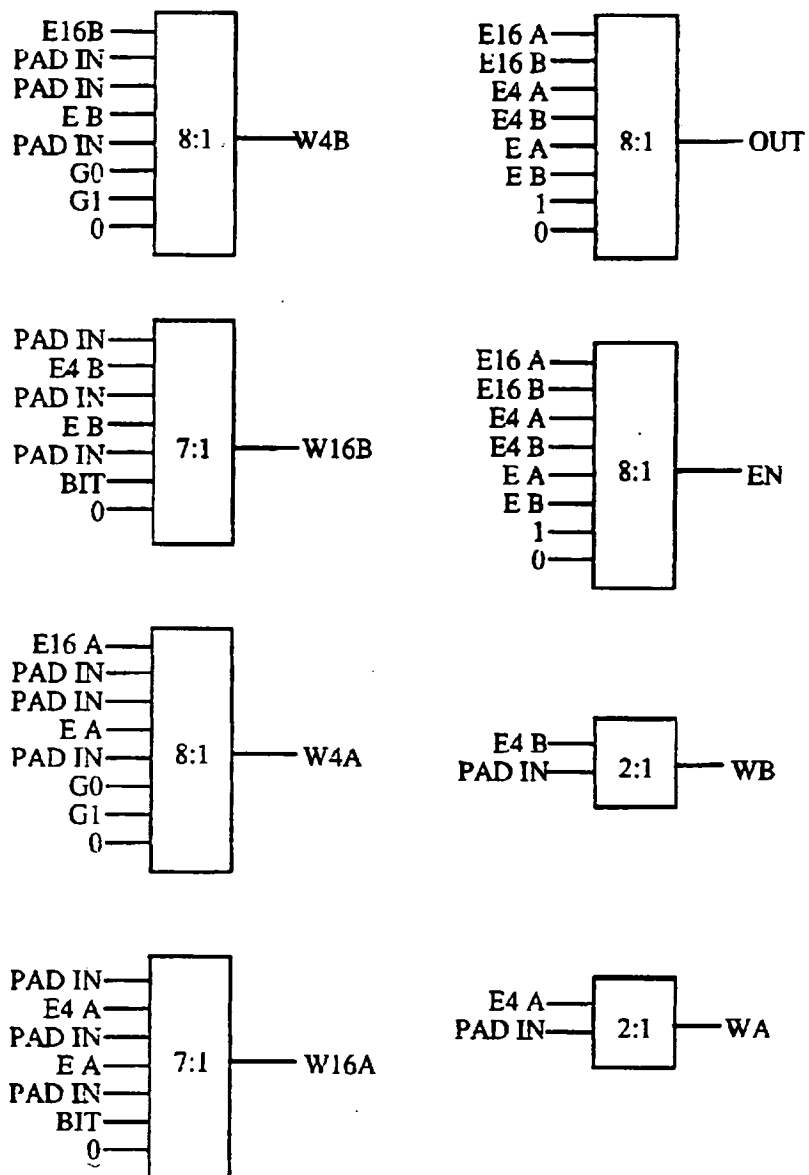 E16B
PAD IN
PAD IN
E B
PAD IN
G0
G1
0
8:1
W4B
E16 A
E16 B
E4 A
E4 B
E A
E B
1
0
8:1
OUT
PAD IN
E4 B
PAD IN
E B
PAD IN
BIT
0
7:1
W16B
E16 A
E16 B
E4 A
E4 B
E A
E B
1
0
8:1
EN
E16 A
PAD IN
PAD IN
E A
PAD IN
G0
G1
0
8:1
W4A
E4 B
PAD IN
2:1
WB
PAD IN
E4 A
PAD IN
E A
PAD IN
BIT
0
7:1
W16A
E4 A
PAD IN
2:1
WA